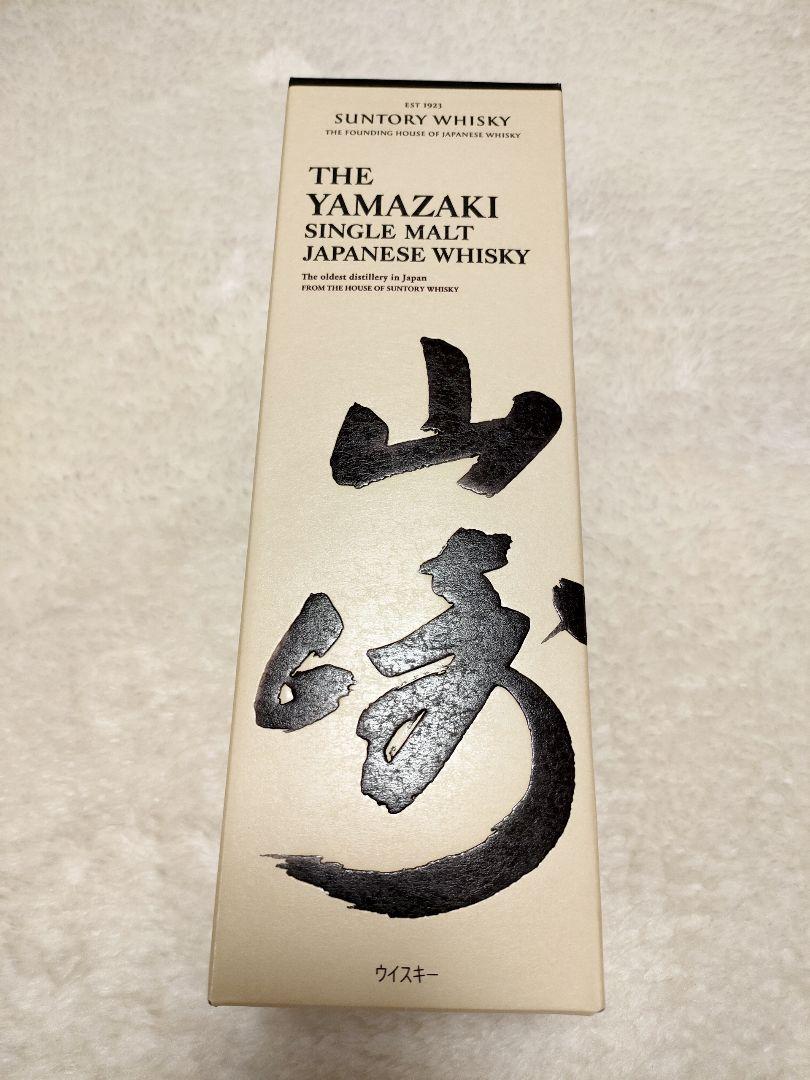 EST 1923
SUNTORY WHISKY
THE FOUNDING HOUSE OF JAPANESE WHISKY
THE
YAMAZAKI
SINGLE MALT
JAPANESE WHISKY
The oldest distillery in Japan
FROM THE HOUSE OF SUNTORY WHISKY
山
崎
ウイスキー